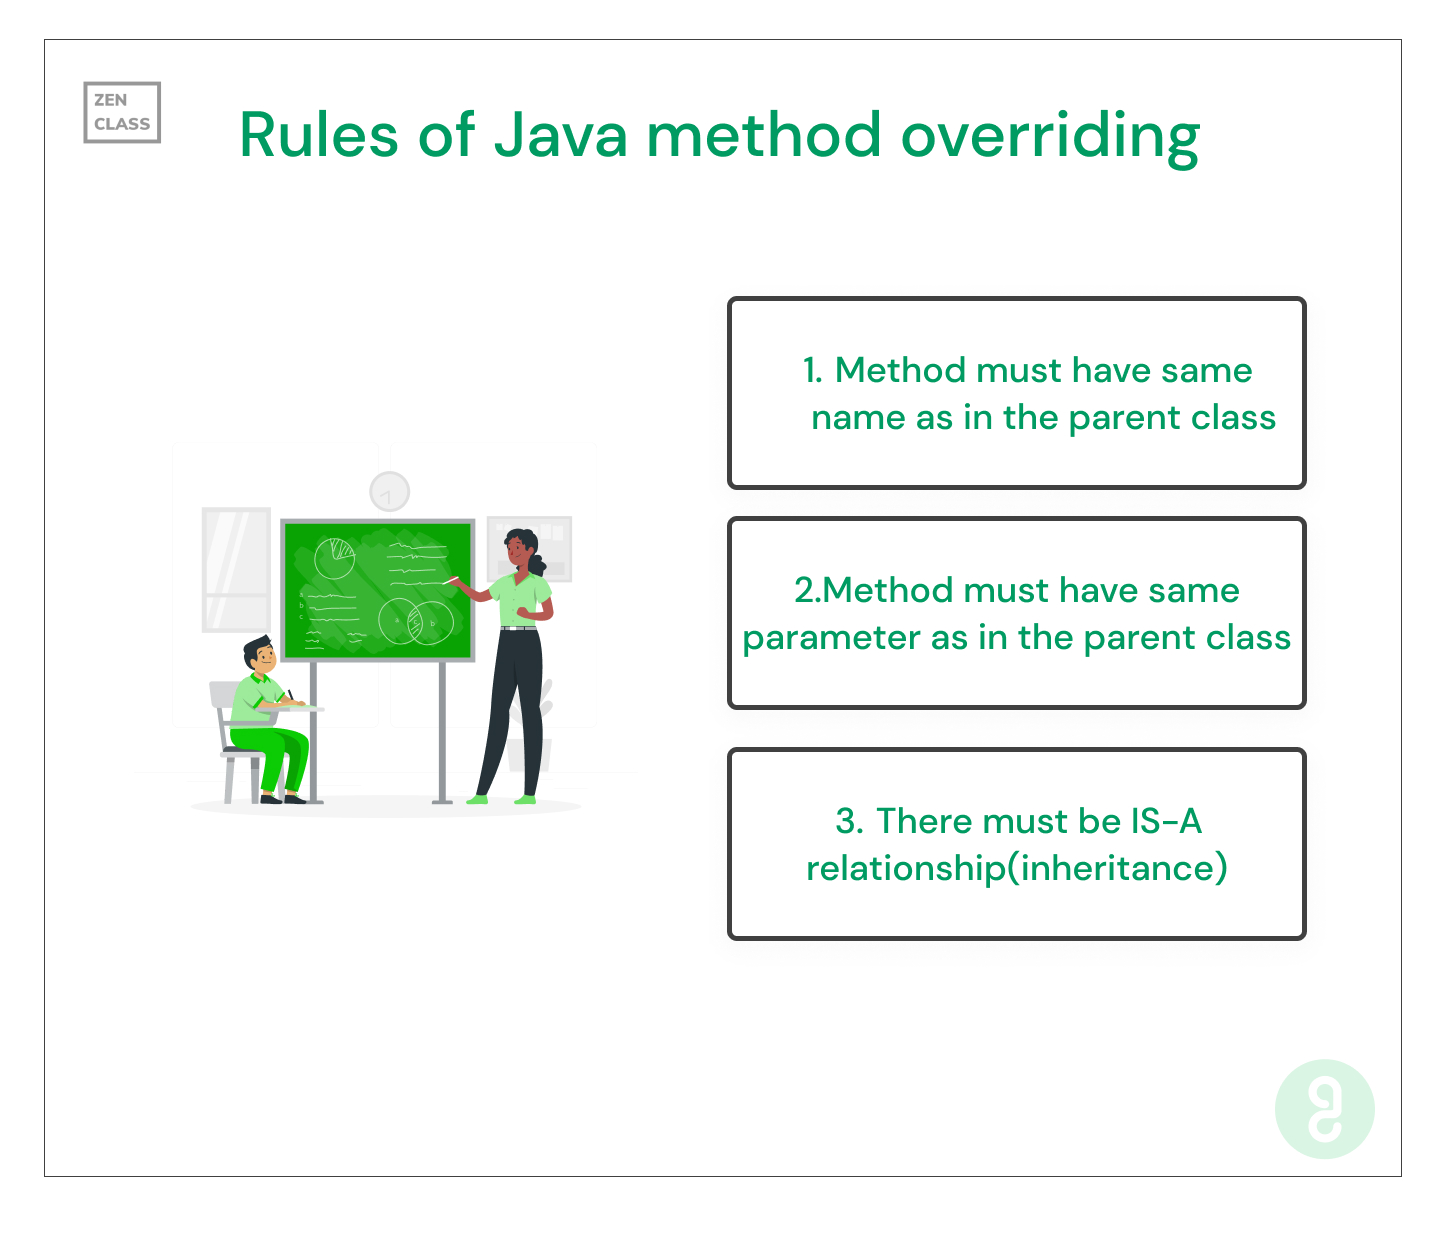 ZEN
CLASS
Rules of Java method overriding
1. Method must have same
name as in the parent class
2.Method must have same
parameter as in the parent class
3. There must be IS-A
relationship(inheritance)
a
b
c
a c b